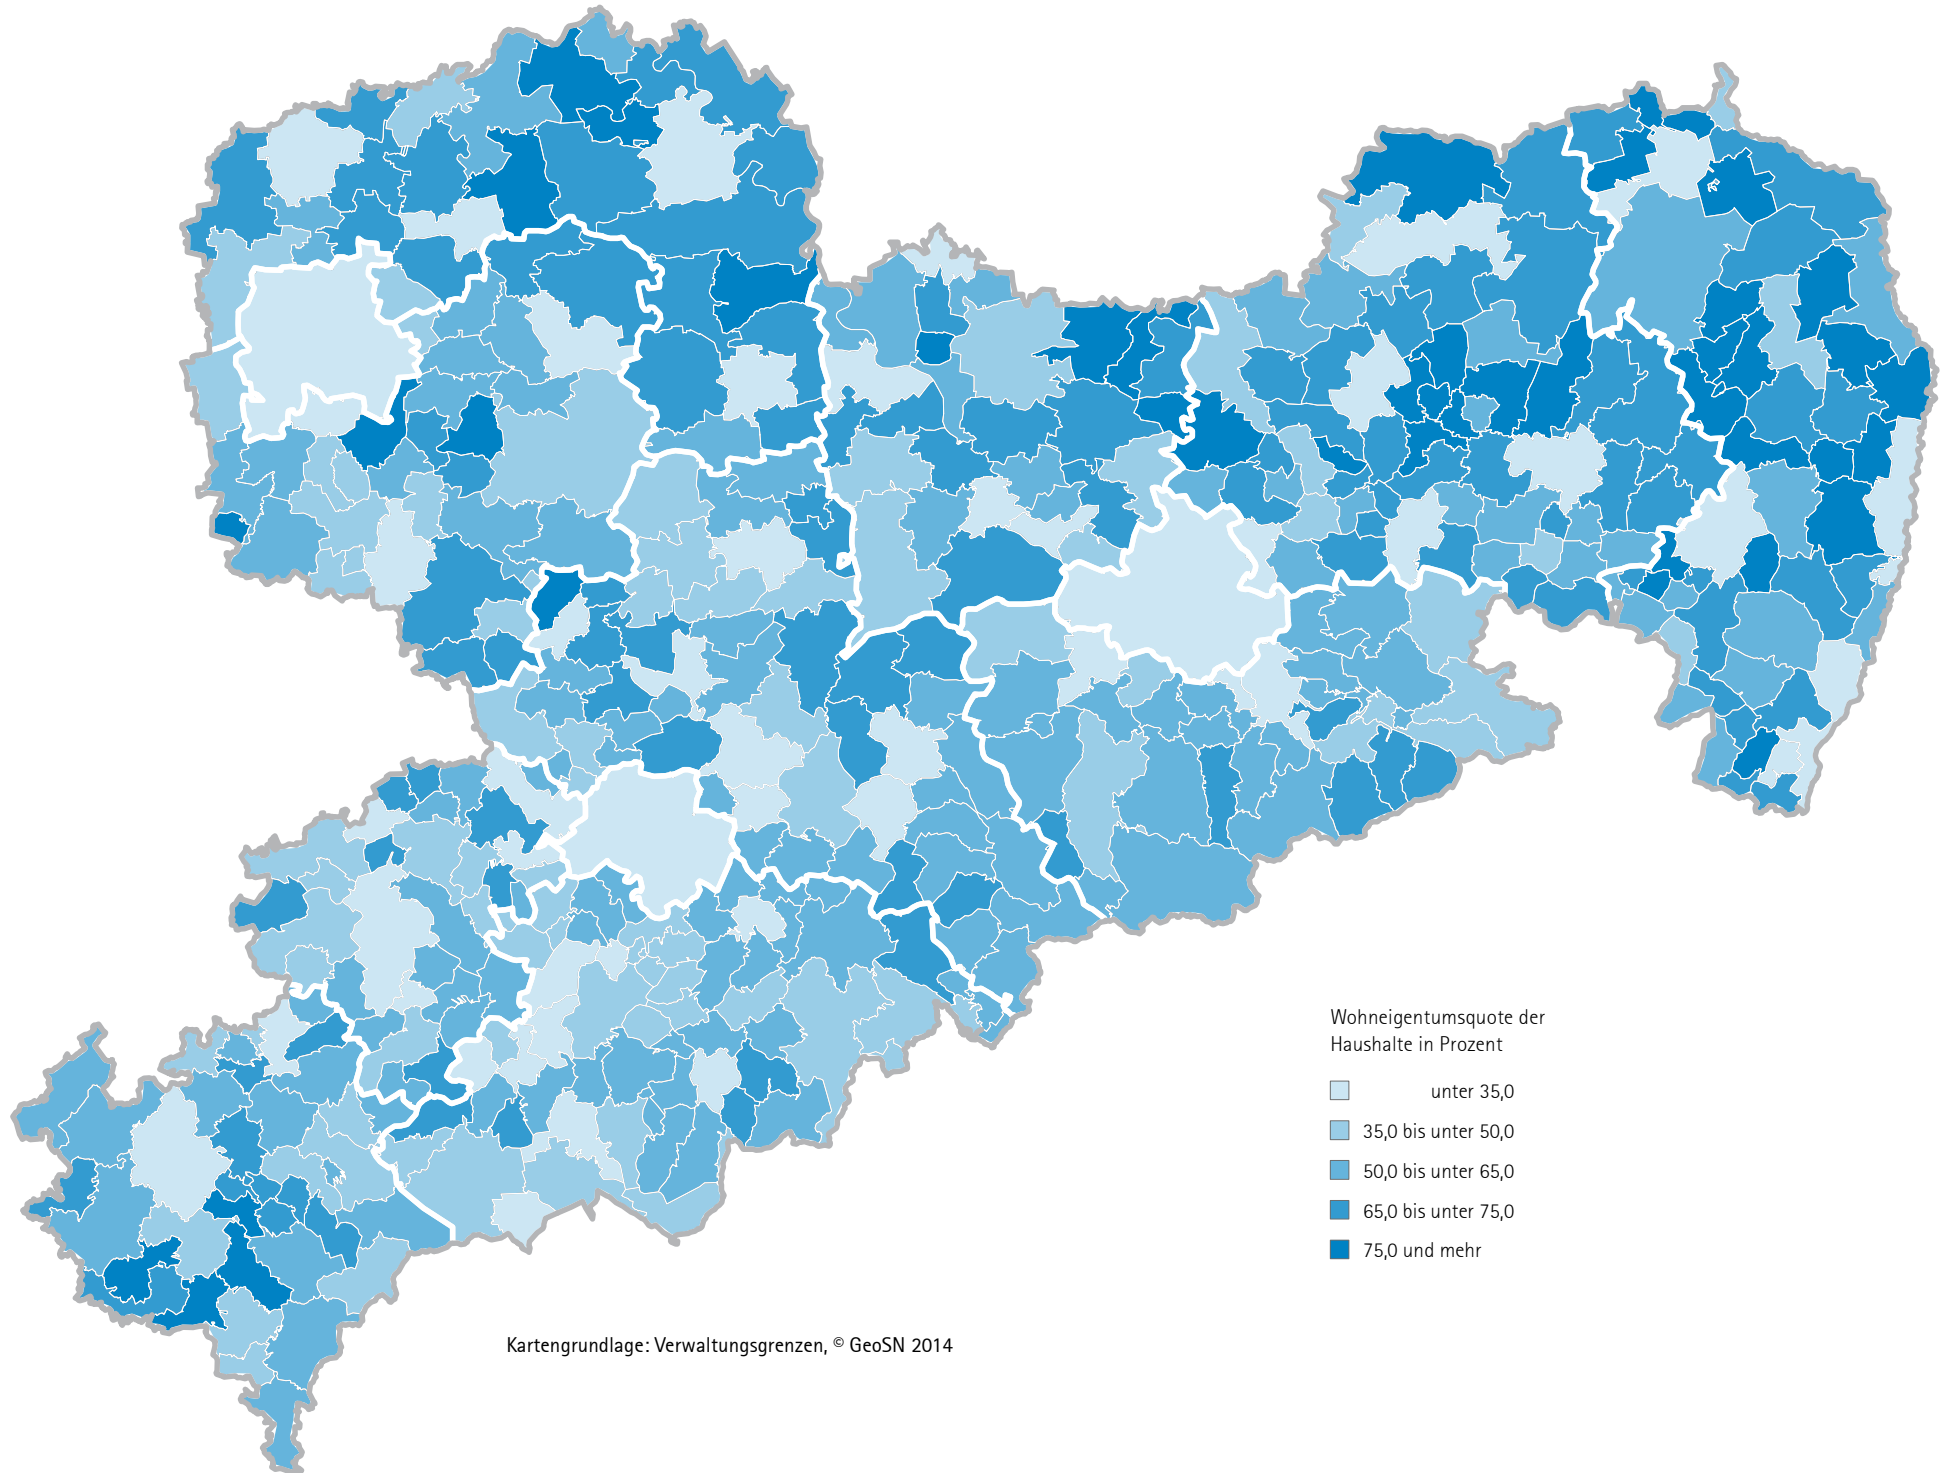 Wohneigentumsquote der
Haushalte in Prozent
unter 35,0
35,0 bis unter 50,0
50,0 bis unter 65,0
65,0 bis unter 75,0
75,0 und mehr
Kartengrundlage: Verwaltungsgrenzen, © GeoSN 2014